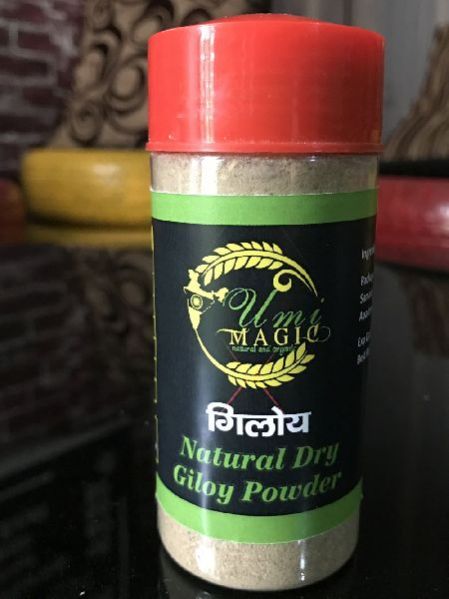 Umi
MAGIC
natural and organic
गिलोय
Natural Dry
Giloy Powder